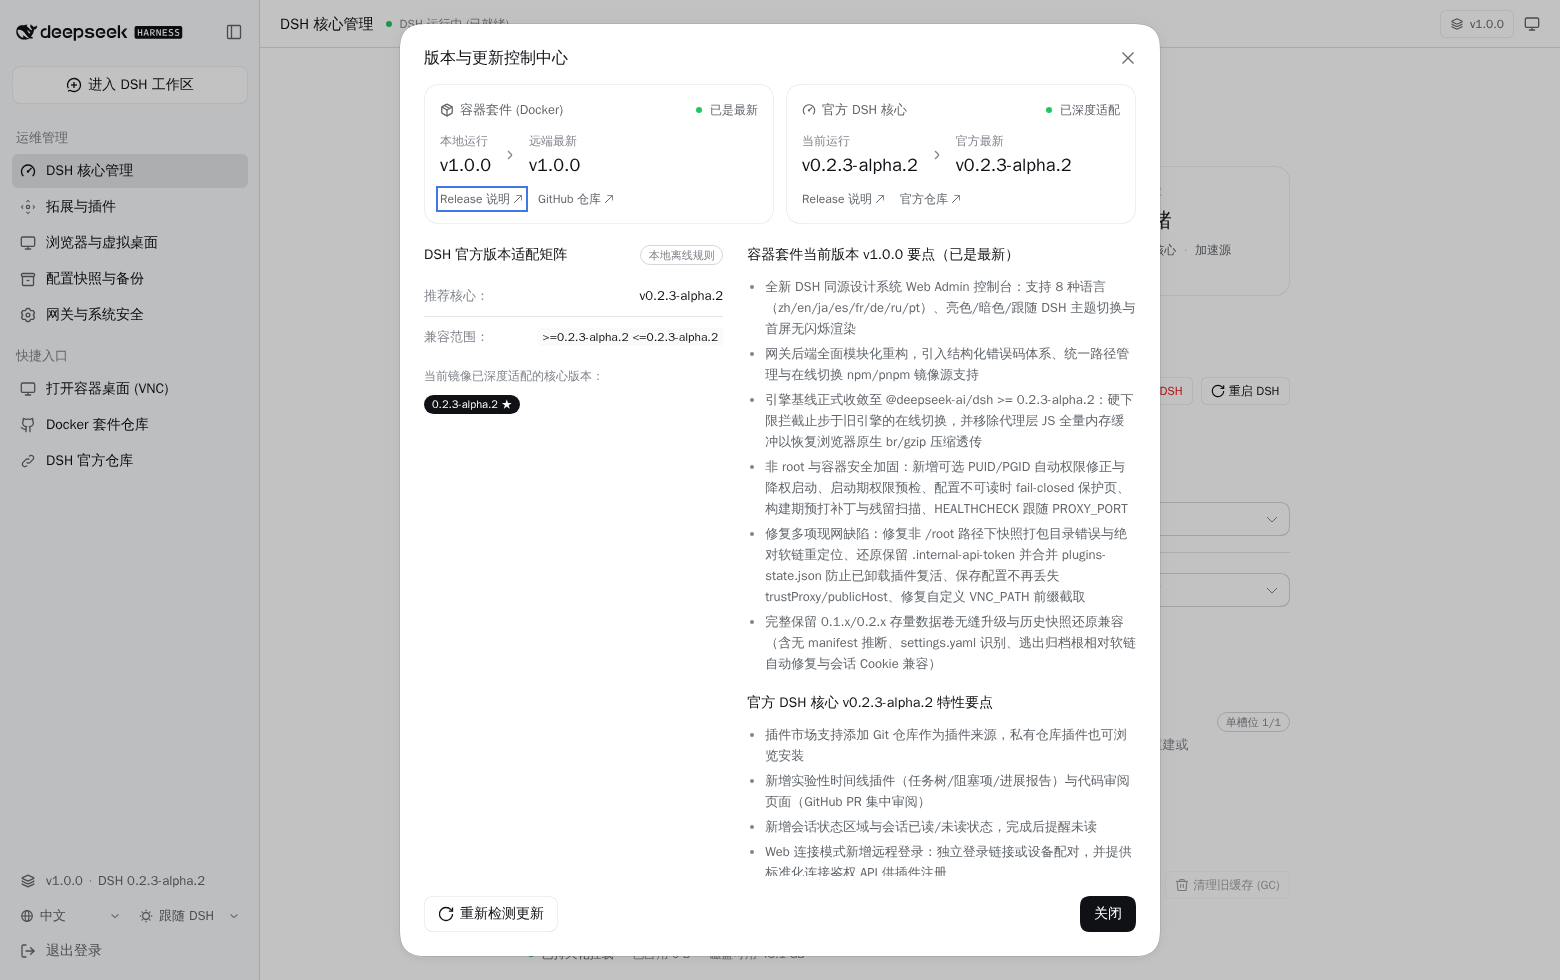 deepseek HARNESS
进入 DSH 工作区
运维管理
DSH 核心管理
拓展与插件
浏览器与虚拟桌面
配置快照与备份
网关与系统安全
快捷入口
打开容器桌面 (VNC)
Docker 套件仓库
DSH 官方仓库
v1.0.0 · DSH 0.2.3-alpha.2
中文
跟随 DSH
退出登录
DSH 核心管理
DSH 运行中 (已就绪)
v1.0.0
版本与更新控制中心
容器套件 (Docker)
已是最新
本地运行
远端最新
v1.0.0
v1.0.0
Release 说明
GitHub 仓库
官方 DSH 核心
已深度适配
当前运行
官方最新
v0.2.3-alpha.2
v0.2.3-alpha.2
Release 说明
官方仓库
DSH 官方版本适配矩阵
本地离线规则
推荐核心：
v0.2.3-alpha.2
兼容范围：
>=0.2.3-alpha.2 <=0.2.3-alpha.2
当前镜像已深度适配的核心版本：
0.2.3-alpha.2 ★
容器套件当前版本 v1.0.0 要点（已是最新）
• 全新 DSH 同源设计系统 Web Admin 控制台：支持 8 种语言
（zh/en/ja/es/fr/de/ru/pt）、亮色/暗色/跟随 DSH 主题切换与
首屏无闪烁渲染
• 网关后端全面模块化重构，引入结构化错误码体系、统一路径管
理与在线切换 npm/pnpm 镜像源支持
• 引擎基线正式收敛至 @deepseek-ai/dsh >= 0.2.3-alpha.2：硬下
限拦截止步于旧引擎的在线切换，并移除代理层 JS 全量内存缓
冲以恢复浏览器原生 br/gzip 压缩透传
• 非 root 与容器安全加固：新增可选 PUID/PGID 自动权限修正与
降权启动、启动期权限预检、配置不可读时 fail-closed 保护页、
构建期预打补丁与残留扫描、HEALTHCHECK 跟随 PROXY_PORT
• 修复多项现网缺陷：修复非 /root 路径下快照打包目录错误与绝
对软链重定位、还原保留 .internal-api-token 并合并 plugins-
state.json 防止已卸载插件复活、保存配置不再丢失
trustProxy/publicHost、修复自定义 VNC_PATH 前缀截取
• 完整保留 0.1.x/0.2.x 存量数据卷无缝升级与历史快照还原兼容
（含无 manifest 推断、settings.yaml 识别、逃出归档根相对软链
自动修复与会话 Cookie 兼容）
官方 DSH 核心 v0.2.3-alpha.2 特性要点
• 插件市场支持添加 Git 仓库作为插件来源，私有仓库插件也可浏
览安装
• 新增实验性时间线插件（任务树/阻塞项/进展报告）与代码审阅
页面（GitHub PR 集中审阅）
• 新增会话状态区域与会话已读/未读状态，完成后提醒未读
• Web 连接模式新增远程登录：独立登录链接或设备配对，并提供
标准化连接鉴权 API 供插件注册
重新检测更新
关闭
绪
核心 · 加速源
DSH
重启 DSH
单槽位 1/1
建或
清理旧缓存 (GC)